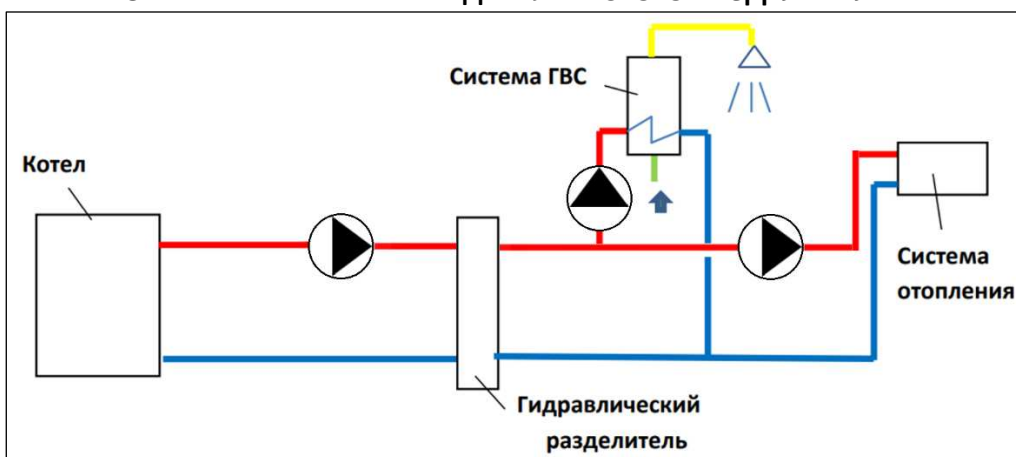 Система ГВС
Котел
Система
отопления
Гидравлический
разделитель